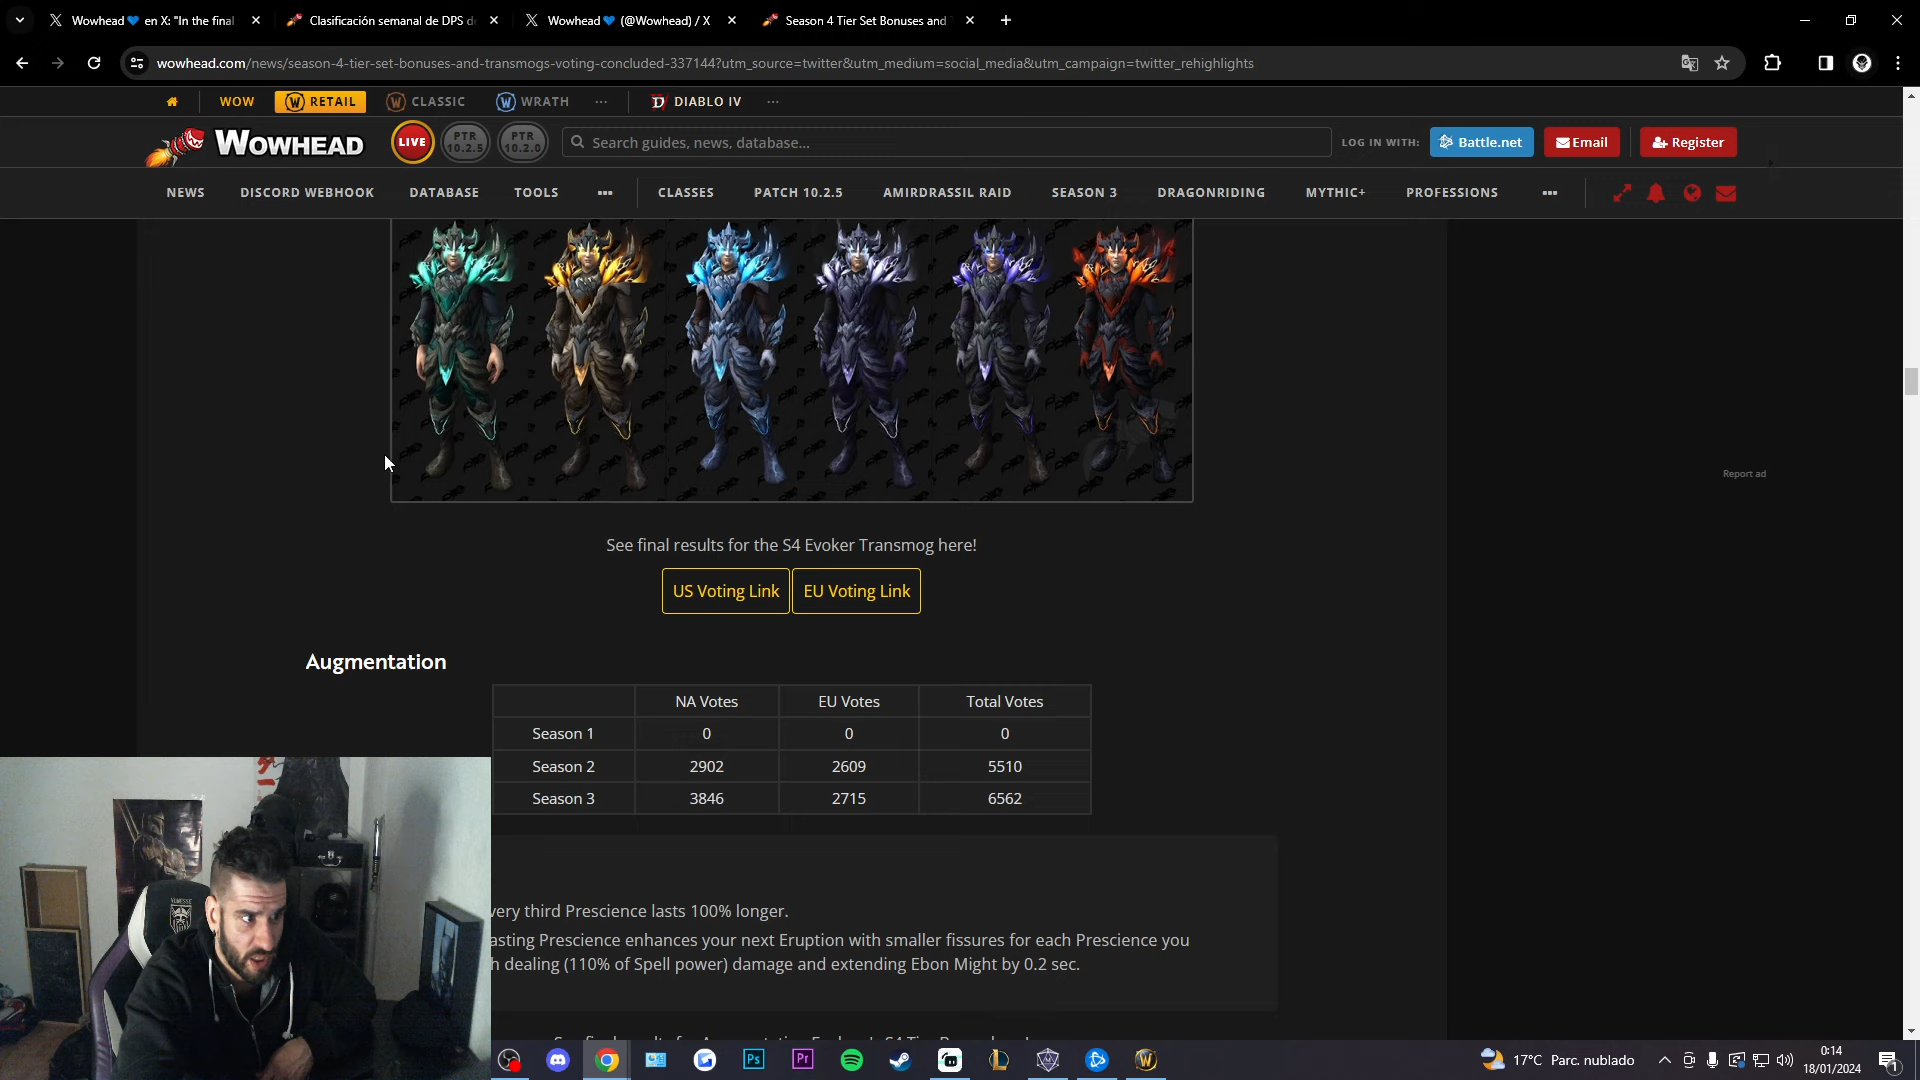 Wowhead💙 en X: "In the final
Clasificación semanal de DPS de
Wowhead💙 (@Wowhead) / X
Season 4 Tier Set Bonuses and
wowhead.com/news/season-4-tier-set-bonuses-and-transmogs-voting-concluded-337144?utm_source=twitter&utm_medium=social_media&utm_campaign=twitter_rehighlights
WOW RETAIL CLASSIC WRATH ... DIABLO IV ...
WOWHEAD LIVE PTR 10.2.5 PTR 10.2.0 Search guides, news, database... LOG IN WITH: Battle.net Email Register
NEWS DISCORD WEBHOOK DATABASE TOOLS ... CLASSES PATCH 10.2.5 AMIRDRASSIL RAID SEASON 3 DRAGONRIDING MYTHIC+ PROFESSIONS ...
Report ad
See final results for the S4 Evoker Transmog here!
US Voting Link EU Voting Link
Augmentation
NA Votes EU Votes Total Votes
Season 1 0 0 0
Season 2 2902 2609 5510
Season 3 3846 2715 6562
very third Prescience lasts 100% longer.
asting Prescience enhances your next Eruption with smaller fissures for each Prescience you
h dealing (110% of Spell power) damage and extending Ebon Might by 0.2 sec.
17°C Parc. nublado
0:14
18/01/2024
1